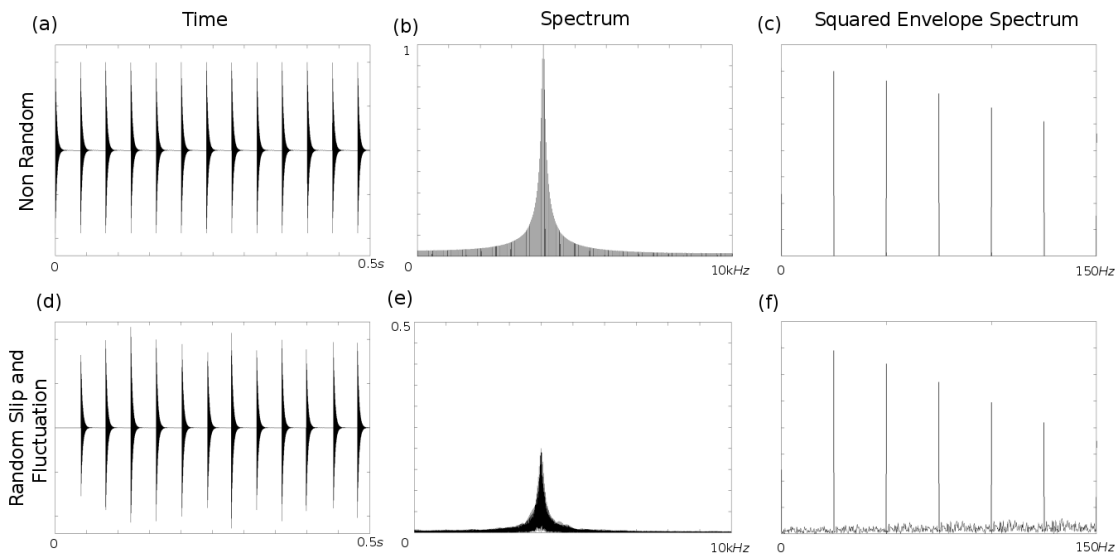 Time
Spectrum
Squared Envelope Spectrum
Non Random
(a)
0
0.5s
(b)
1
0
10kHz
(c)
0
150Hz
Random Slip and
Fluctuation
(d)
0
0.5s
(e)
0.5
0
10kHz
(f)
0
150Hz